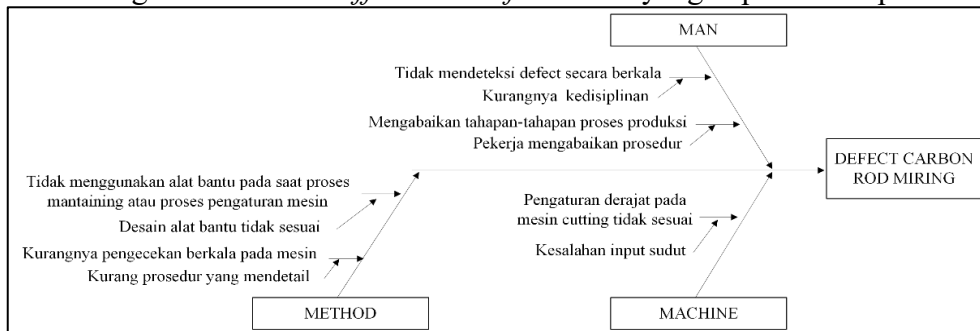 MAN
Tidak mendeteksi defect secara berkala
Kurangnya kedisiplinan
Mengabaikan tahapan-tahapan proses produksi
Pekerja mengabaikan prosedur
DEFECT CARBON
ROD MIRING
Tidak menggunakan alat bantu pada saat proses
mantaining atau proses pengaturan mesin
Desain alat bantu tidak sesuai
Kurangnya pengecekan berkala pada mesin
Kurang prosedur yang mendetail
Pengaturan derajat pada
mesin cutting tidak sesuai
Kesalahan input sudut
METHOD
MACHINE